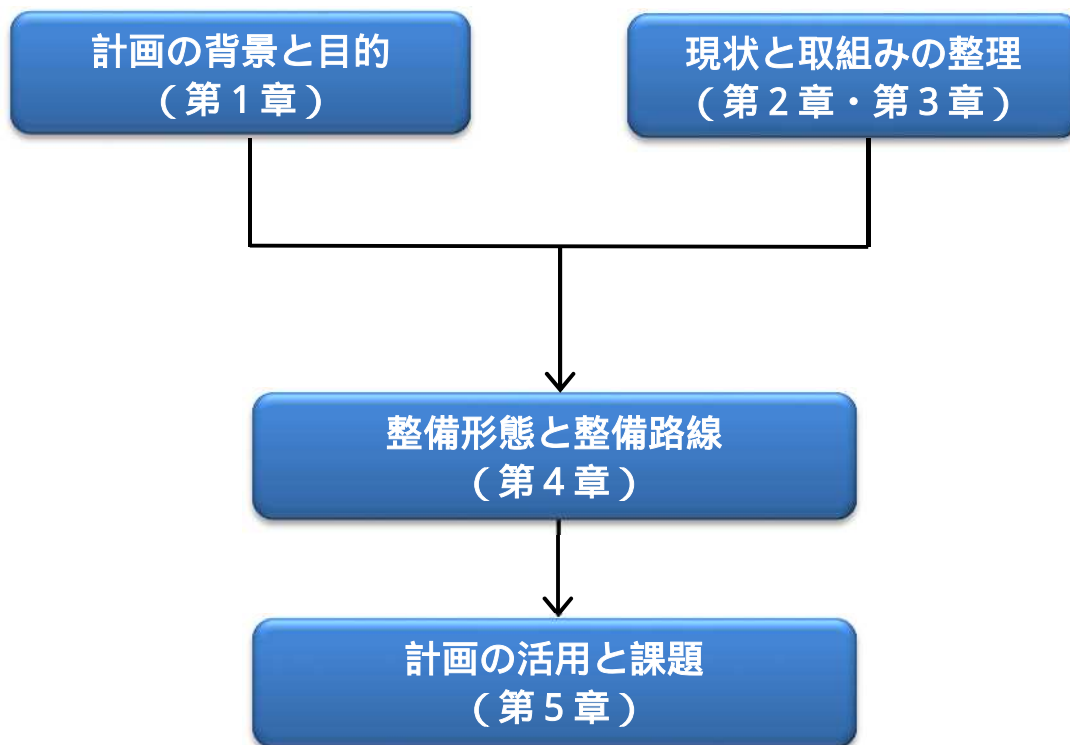 計画の背景と目的
（第１章）
現状と取組みの整理
（第２章・第３章）
整備形態と整備路線
（第４章）
計画の活用と課題
（第５章）